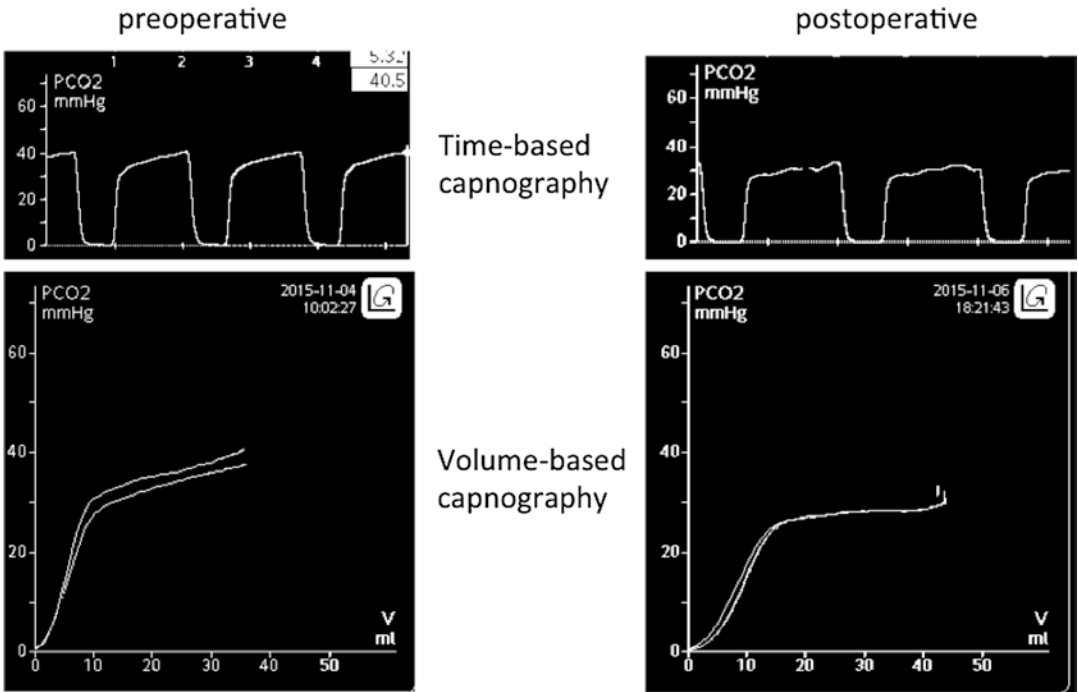 preoperative
postoperative
1 2 3 4
5.32
40.5
PCO2
mmHg
60
40
20
0
Time-based
capnography
PCO2
mmHg
60
40
20
0
PCO2
mmHg
2015-11-04
10:02:27
60
40
20
0
V
ml
0 10 20 30 40 50
Volume-based
capnography
PCO2
mmHg
2015-11-06
18:21:43
60
40
20
0
V
ml
0 10 20 30 40 50